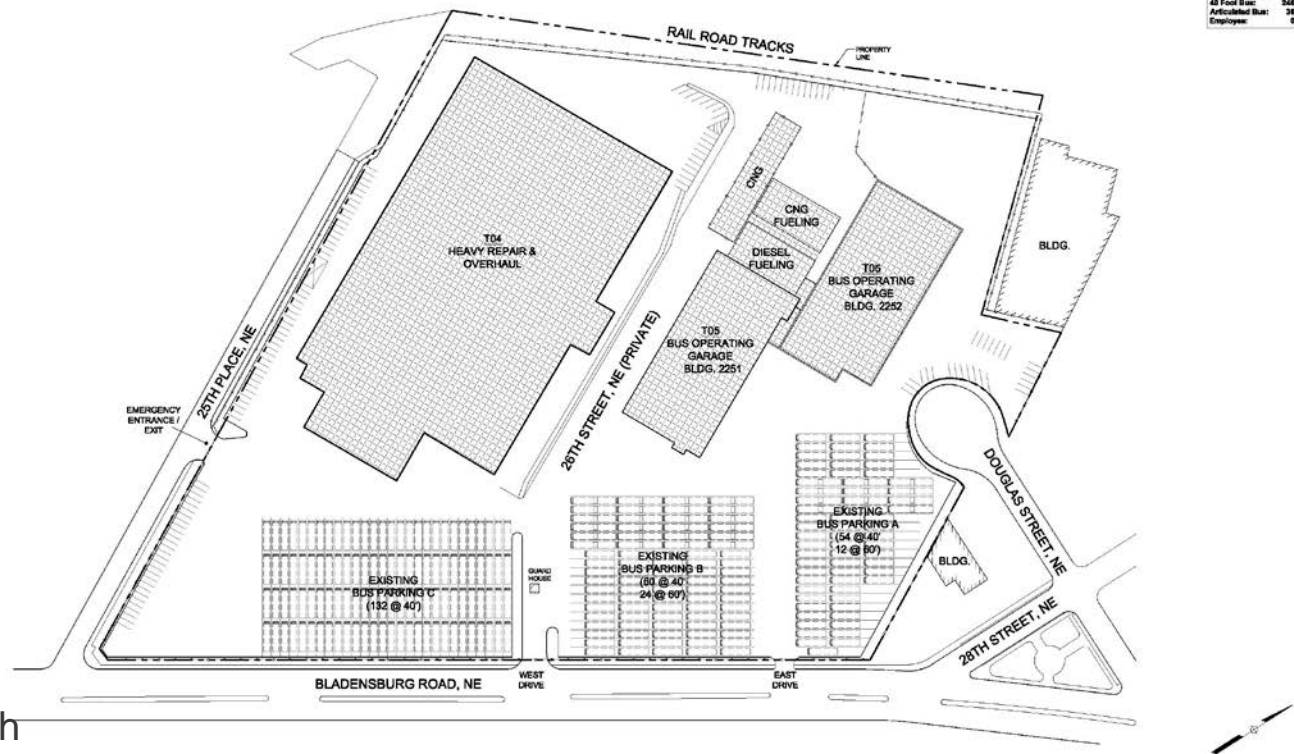 40 Foot Bus: 246
Articulated Bus: 36
Employee: 0
RAIL ROAD TRACKS
PROPERTY
LINE
CNG
CNG
FUELING
DIESEL
FUELING
T04
HEAVY REPAIR &
OVERHAUL
T05
BUS OPERATING
GARAGE
BLDG. 2252
BLDG.
T05
BUS OPERATING
GARAGE
BLDG. 2251
25TH PLACE, NE
26TH STREET, NE (PRIVATE)
EMERGENCY
ENTRANCE /
EXIT
DOUGLAS STREET, NE
EXISTING
BUS PARKING A
(54 @ 40'
12 @ 60')
EXISTING
BUS PARKING B
(60 @ 40'
24 @ 60')
EXISTING
BUS PARKING C
(132 @ 40')
GUARD
HOUSE
BLDG.
28TH STREET, NE
BLADENSBURG ROAD, NE
WEST
DRIVE
EAST
DRIVE
h